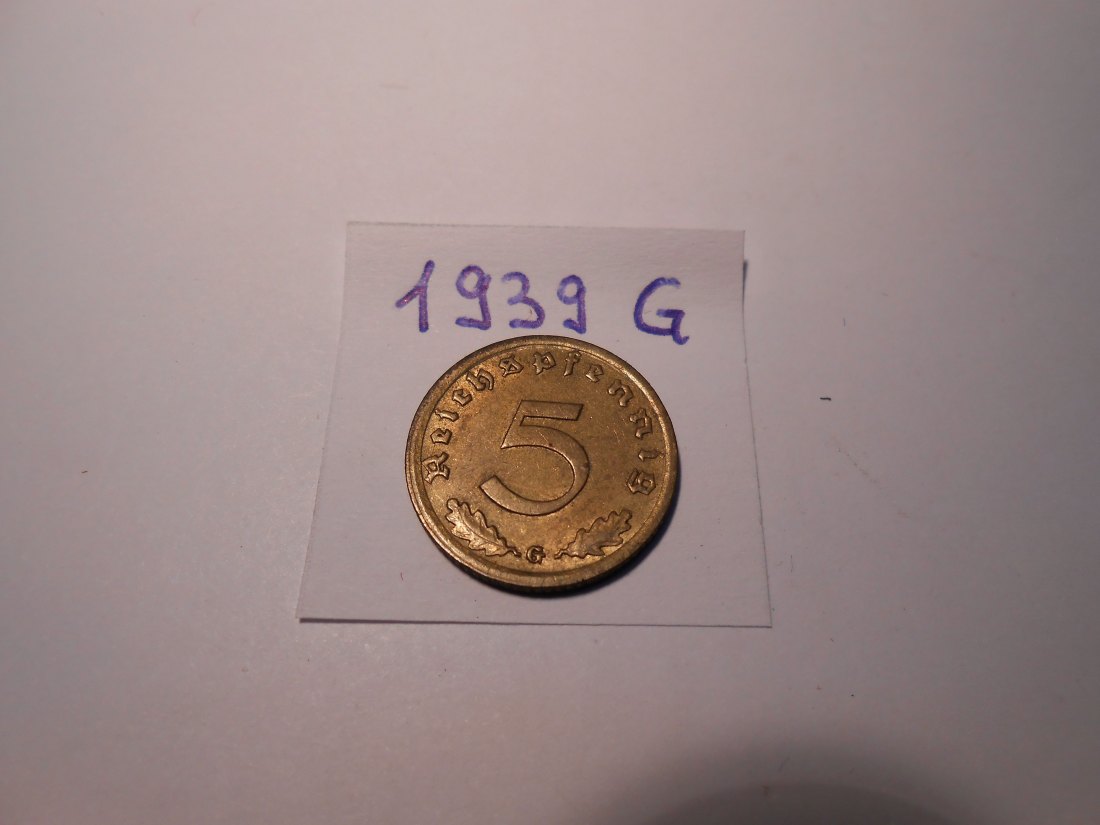 1939 G
Reichspfennig
5
G